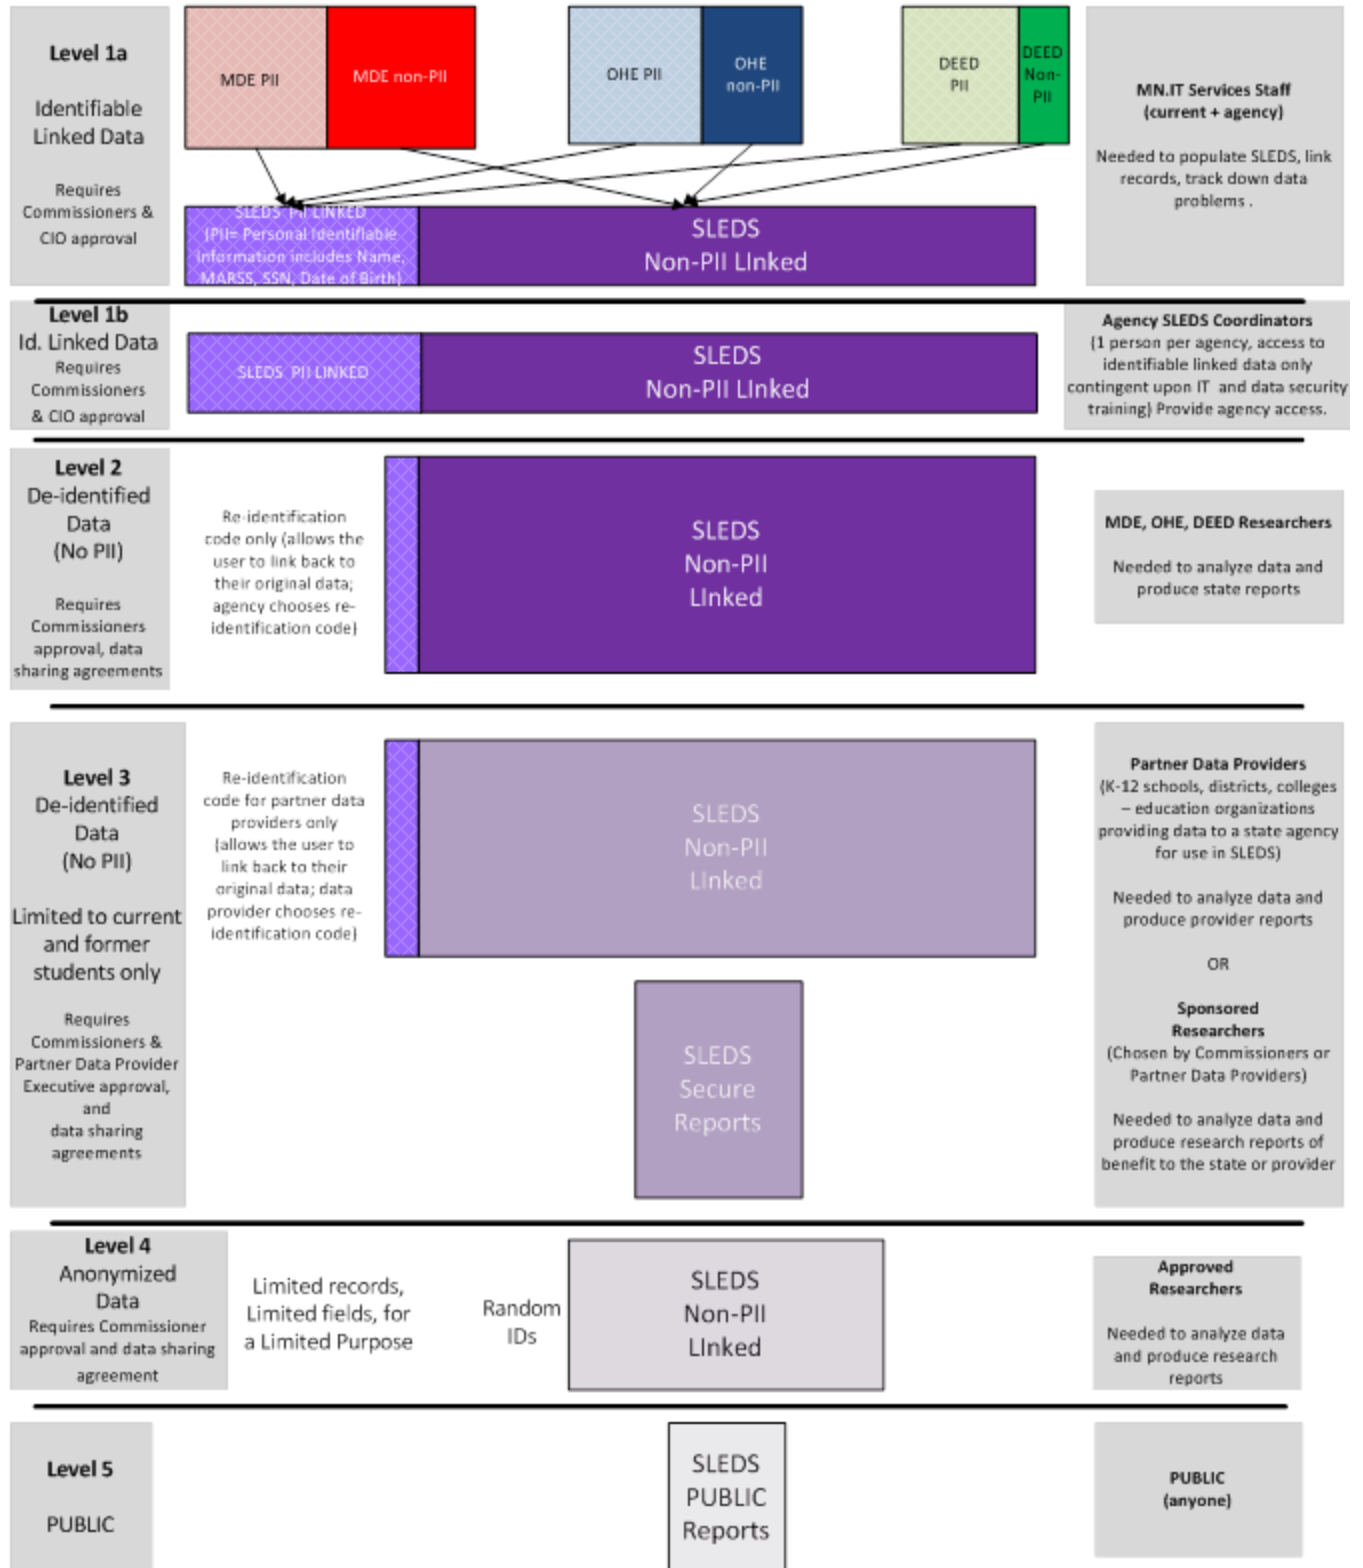 Level 1a
Identifiable
Linked Data
Requires
Commissioners &
CIO approval
MDE PII
MDE non-PII
OHE PII
OHE
non-PII
DEED
PII
DEED
Non-
PII
MN.IT Services Staff
(current + agency)
Needed to populate SLEDS, link
records, track down data
problems .
SLEDS PII LINKED
(PII= Personal Identifiable
Information includes Name,
MARSS, SSN, Date of Birth)
SLEDS
Non-PII LInked
Level 1b
Id. Linked Data
Requires
Commissioners
& CIO approval
SLEDS PII LINKED
SLEDS
Non-PII LInked
Agency SLEDS Coordinators
(1 person per agency, access to
identifiable linked data only
contingent upon IT and data security
training) Provide agency access.
Level 2
De-identified
Data
(No PII)
Requires
Commissioners
approval, data
sharing agreements
Re-identification
code only (allows the
user to link back to
their original data;
agency chooses re-
identification code)
SLEDS
Non-PII
LInked
MDE, OHE, DEED Researchers
Needed to analyze data and
produce state reports
Level 3
De-identified
Data
(No PII)
Limited to current
and former
students only
Requires
Commissioners &
Partner Data Provider
Executive approval,
and
data sharing
agreements
Re-identification
code for partner data
providers only
(allows the user to
link back to their
original data; data
provider chooses re-
identification code)
SLEDS
Non-PII
LInked
SLEDS
Secure
Reports
Partner Data Providers
(K-12 schools, districts, colleges
– education organizations
providing data to a state agency
for use in SLEDS)
Needed to analyze data and
produce provider reports
OR
Sponsored
Researchers
(Chosen by Commissioners or
Partner Data Providers)
Needed to analyze data and
produce research reports of
benefit to the state or provider
Level 4
Anonymized
Data
Requires Commissioner
approval and data sharing
agreement
Limited records,
Limited fields, for
a Limited Purpose
Random
IDs
SLEDS
Non-PII
LInked
Approved
Researchers
Needed to analyze data
and produce research
reports
Level 5
PUBLIC
SLEDS
PUBLIC
Reports
PUBLIC
(anyone)